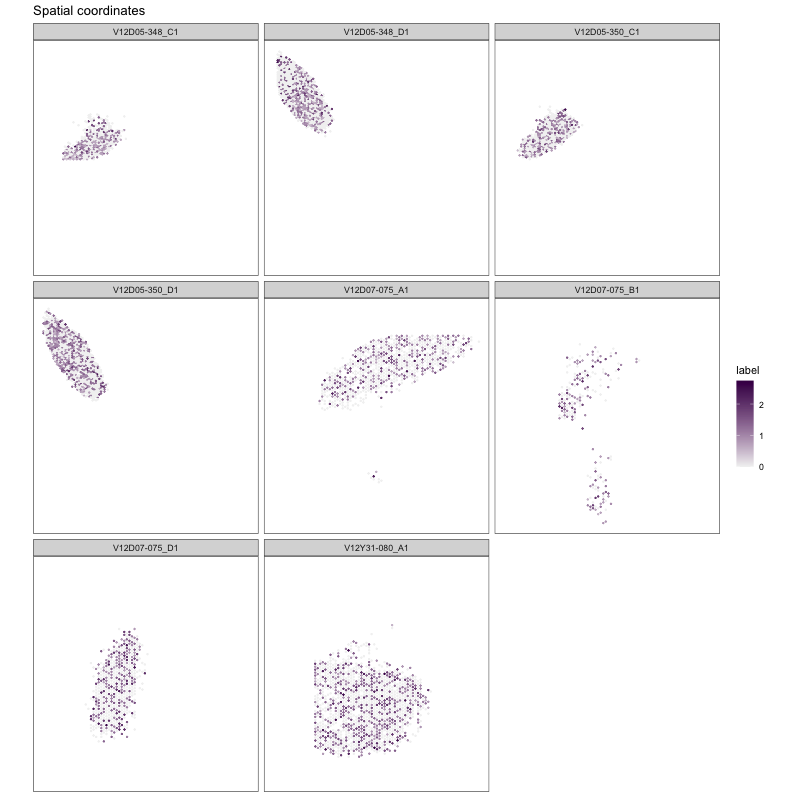 Spatial coordinates
V12D05-348_C1
V12D05-348_D1
V12D05-350_C1
V12D05-350_D1
V12D07-075_A1
V12D07-075_B1
label
2
1
0
V12D07-075_D1
V12Y31-080_A1